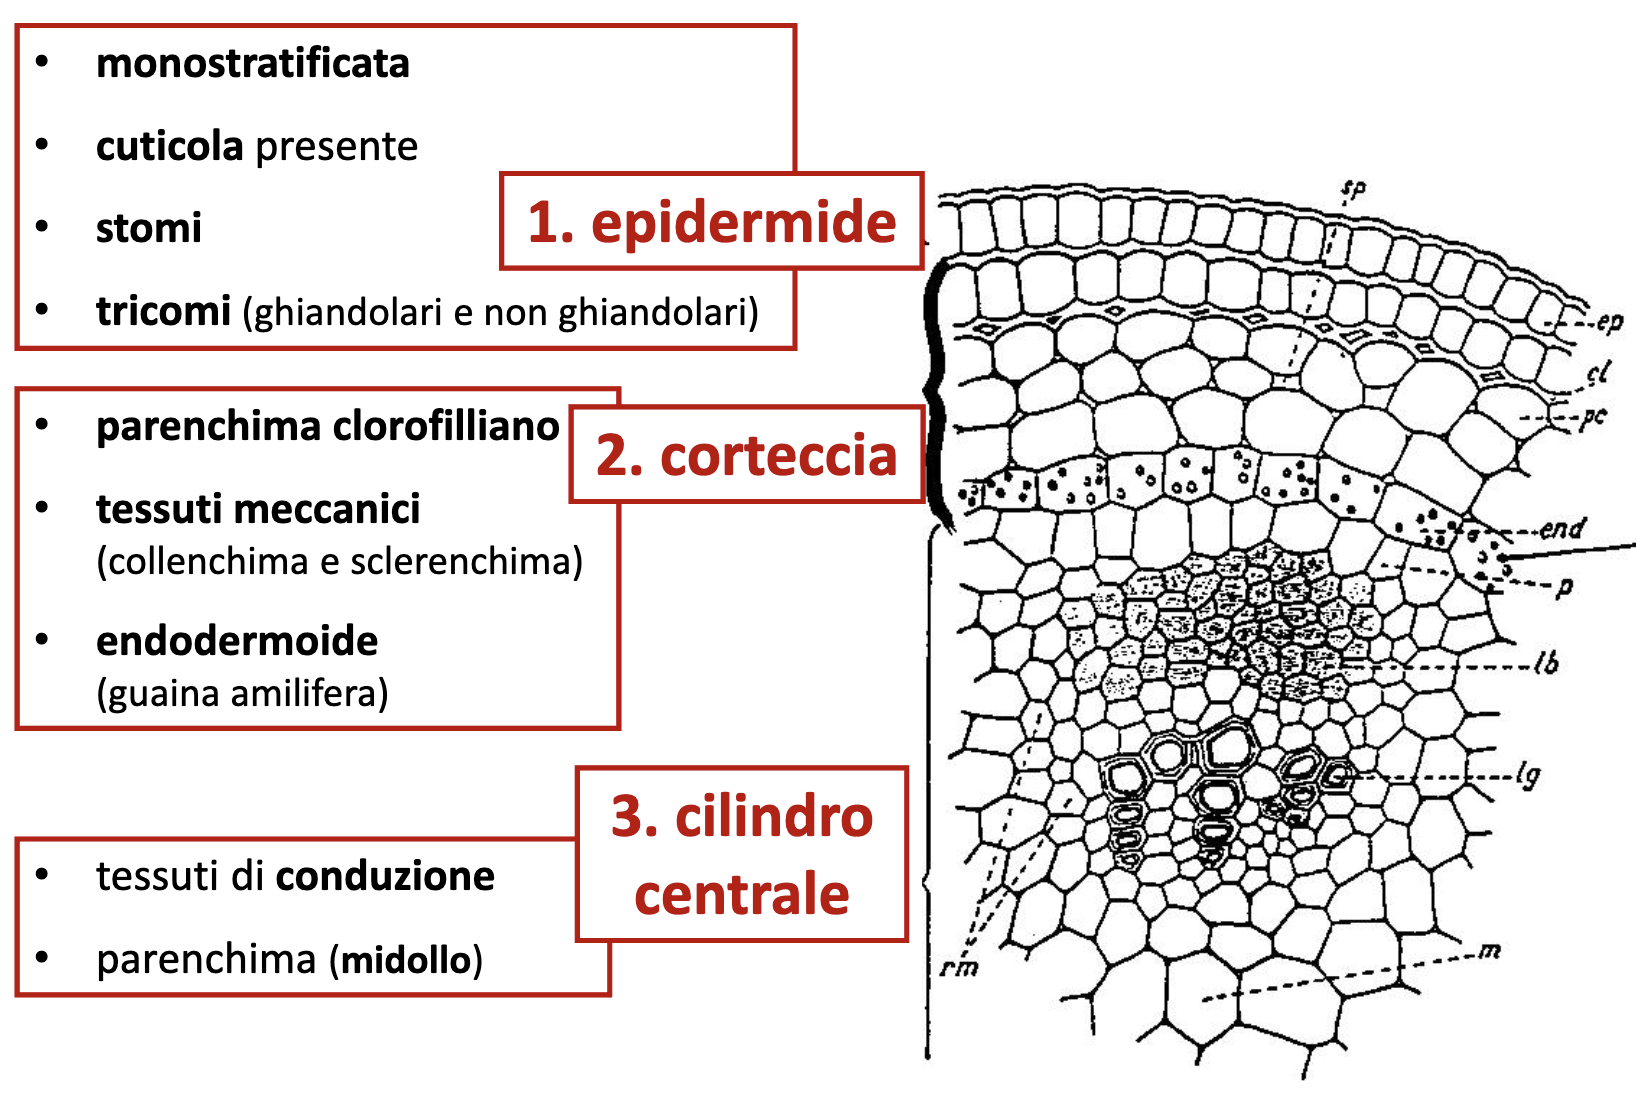 • monostratificata
• cuticola presente
• stomi
• tricomi (ghiandolari e non ghiandolari)
1. epidermide
• parenchima clorofilliano
• tessuti meccanici
(collenchima e sclerenchima)
• endodermoide
(guaina amilifera)
2. corteccia
• tessuti di conduzione
• parenchima (midollo)
3. cilindro
centrale
sp
ep
cl
pc
end
p
lb
lg
rm
m